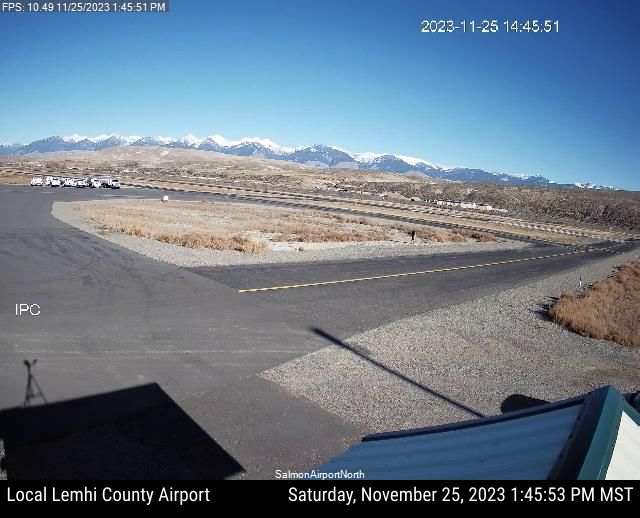 FPS: 10.49 11/25/2023 1:45:51 PM
2023-11-25 14:45:51
IPC
SalmonAirportNorth
Local Lemhi County Airport Saturday, November 25, 2023 1:45:53 PM MST